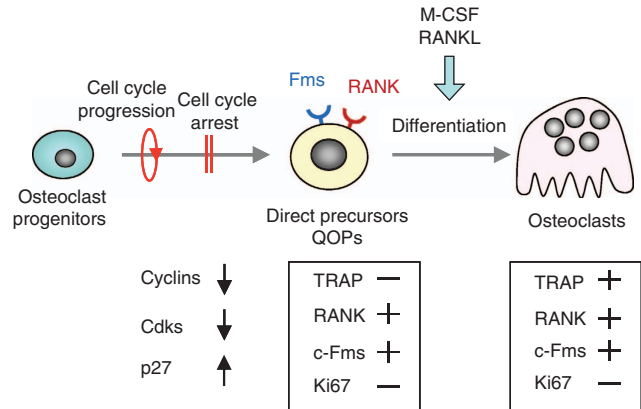 M-CSF
RANKL
Fms
RANK
Cell cycle
progression
Cell cycle
arrest
Differentiation
Osteoclast
progenitors
Direct precursors
QOPs
Osteoclasts
Cyclins ↓
Cdks ↓
p27 ↑
TRAP −
RANK +
c-Fms +
Ki67 −
TRAP +
RANK +
c-Fms +
Ki67 −